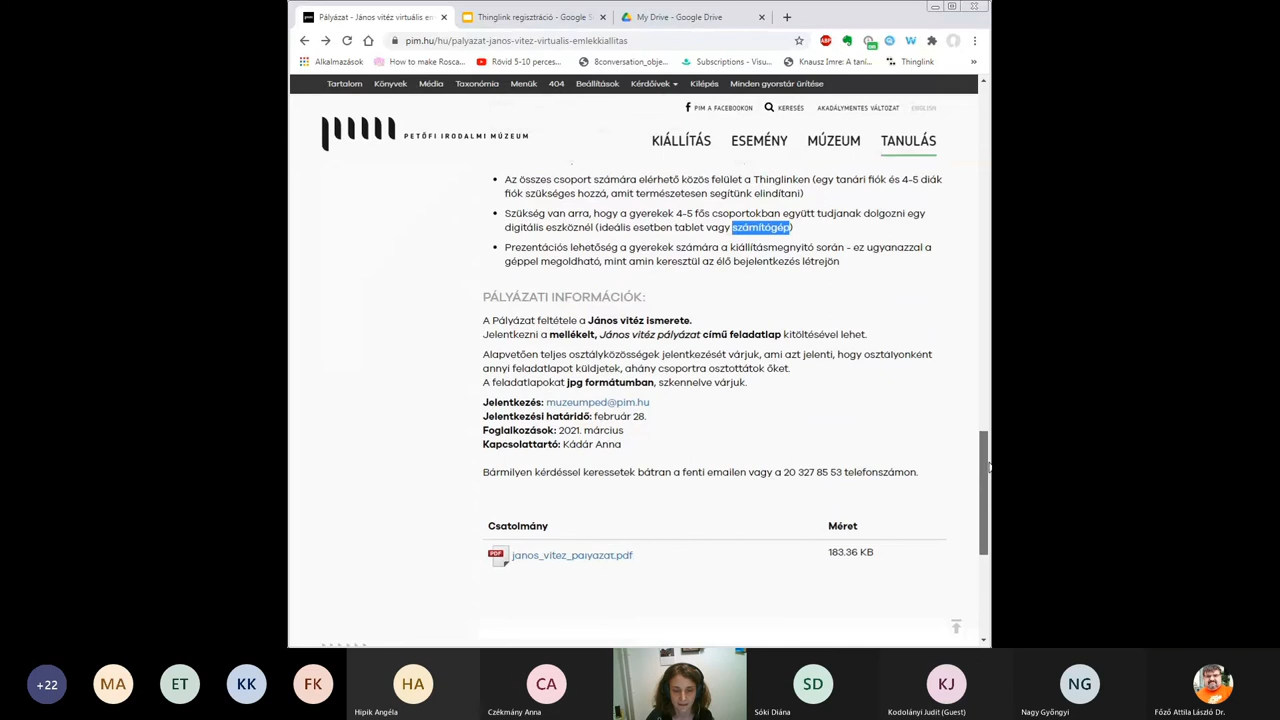 Pályázat - János vitéz virtuális en
Thinglink regisztráció - Google S
My Drive - Google Drive
pim.hu/hu/palyazat-janos-vitez-virtualis-emlekkiallitas
Alkalmazások
How to make Rosca...
Rövid 5-10 perces...
8conversation_obje...
Subscriptions - Visu...
Knausz Imre: A taní...
Thinglink
»
Tartalom
Könyvek
Média
Taxonómia
Menük
404
Beállítások
Kérdőívek
Kilépés
Minden gyorstár ürítése
PIM A FACEBOOKON
KERESÉS
AKADÁLYMENTES VÁLTOZAT
ENGLISH
PETŐFI IRODALMI MÚZEUM
KIÁLLÍTÁS
ESEMÉNY
MÚZEUM
TANULÁS
Az összes csoport számára elérhető közös felület a Thinglinken (egy tanári fiók és 4-5 diák
fiók szükséges hozzá, amit természetesen segítünk elindítani)
Szükség van arra, hogy a gyerekek 4-5 fős csoportokban együtt tudjanak dolgozni egy
digitális eszköznél (ideális esetben tablet vagy számítógép)
Prezentációs lehetőség a gyerekek számára a kiállításmegnyitó során - ez ugyanazzal a
géppel megoldható, mint amin keresztül az élő bejelentkezés létrejön
PÁLYÁZATI INFORMÁCIÓK:
A Pályázat feltétele a János vitéz ismerete.
Jelentkezni a mellékelt, János vitéz pályázat című feladatlap kitöltésével lehet.
Alapvetően teljes osztályközösségek jelentkezését várjuk, ami azt jelenti, hogy osztályonként
annyi feladatlapot küldjetek, ahány csoportra osztottátok őket.
A feladatlapokat jpg formátumban, szkennelve várjuk.
Jelentkezés: muzeumped@pim.hu
Jelentkezési határidő: február 28.
Foglalkozások: 2021. március
Kapcsolattartó: Kádár Anna
Bármilyen kérdéssel keressetek bátran a fenti emailen vagy a 20 327 85 53 telefonszámon.
Csatolmány
Méret
PDF
janos_vitez_palyazat.pdf
183.36 KB
+22
MA
ET
KK
FK
HA
CA
SD
KJ
NG
Hipik Angéla
Czékmány Anna
Sóki Diána
Kodolányi Judit (Guest)
Nagy Gyöngyi
Főző Attila László Dr.